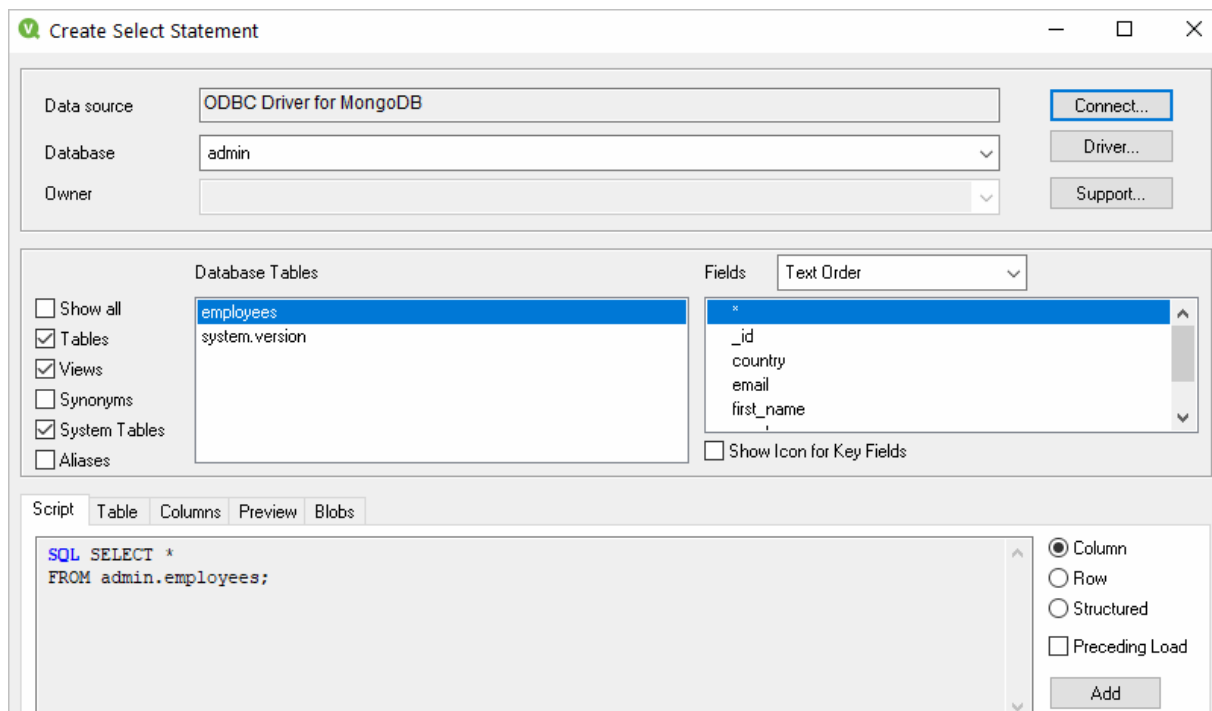 Create Select Statement
Data source
ODBC Driver for MongoDB
Connect...
Database
admin
Driver...
Owner
Support...
Database Tables
Fields
Text Order
Show all
Tables
Views
Synonyms
System Tables
Aliases
employees
system.version
*
_id
country
email
first_name
Show Icon for Key Fields
Script
Table
Columns
Preview
Blobs
SQL SELECT *
FROM admin.employees;
Column
Row
Structured
Preceding Load
Add